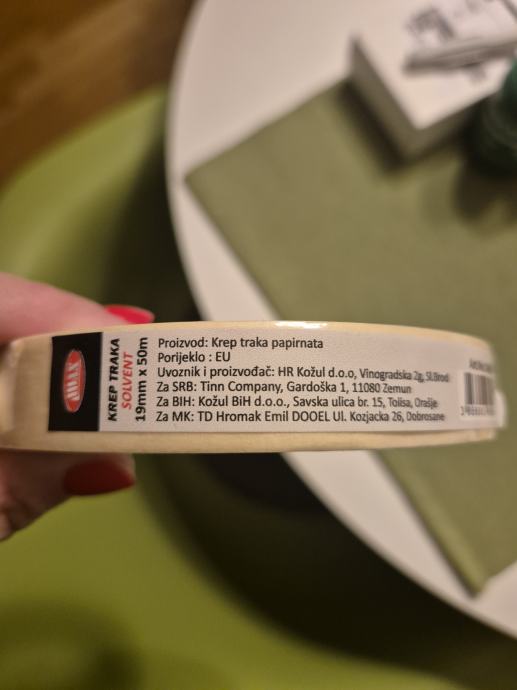 KREP TRAKA
SOLVENT
19mm x 50m
Proizvod: Krep traka papirnata
Porijeklo : EU
Uvoznik i proizvođač: HR Kožul d.o.o, Vinogradska 2g, Sl.Brod
Za SRB: Tinn Company, Gardoška 1, 11080 Zemun
Za BIH: Kožul BiH d.o.o., Savska ulica br. 15, Tolisa, Orašje
Za MK: TD Hromak Emil DOOEL Ul. Kozjacka 26, Dobrosane